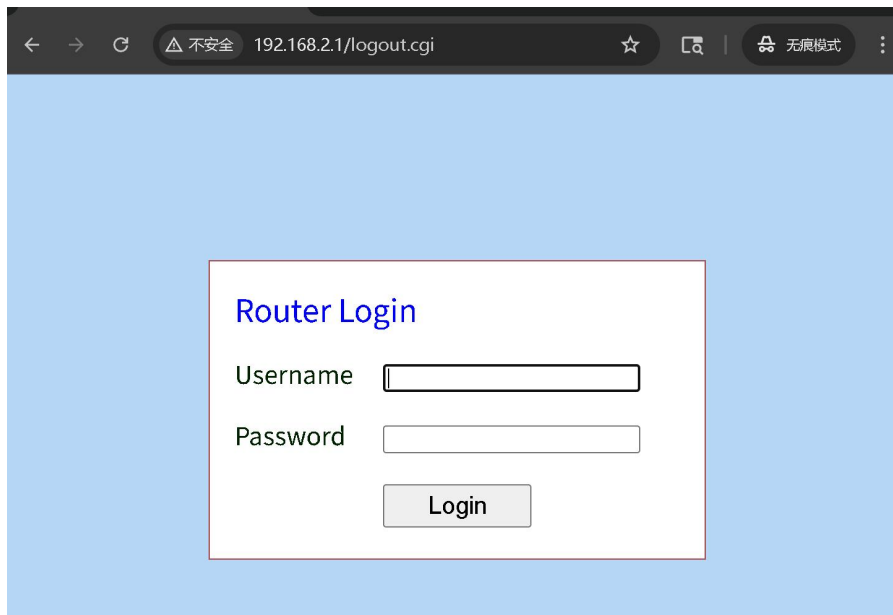 不安全 192.168.2.1/logout.cgi 无痕模式
Router Login
Username
Password
Login